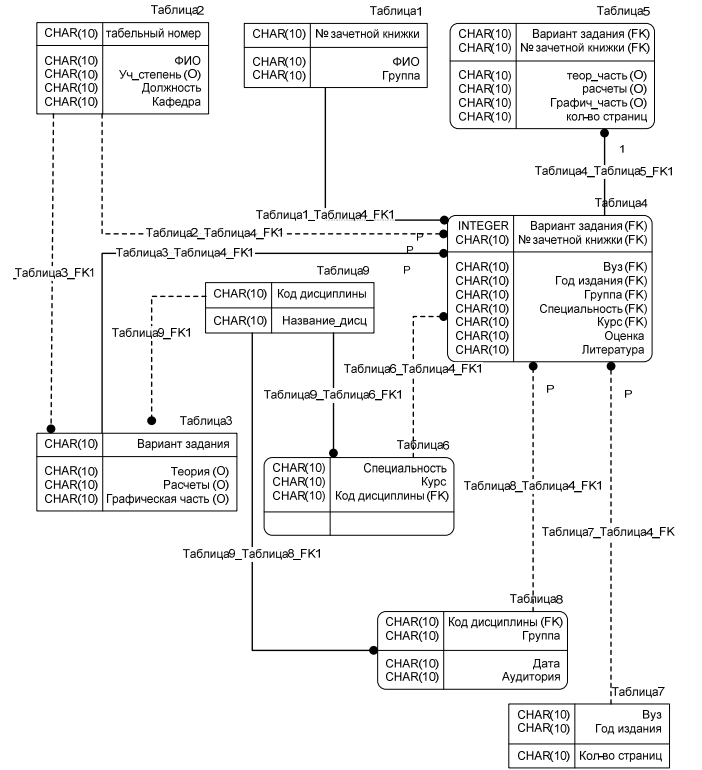 Таблица2
CHAR(10) табельный номер
CHAR(10) ФИО
CHAR(10) Уч_степень (O)
CHAR(10) Должность
CHAR(10) Кафедра
Таблица1
CHAR(10) № зачетной книжки
CHAR(10) ФИО
CHAR(10) Группа
Таблица5
CHAR(10) Вариант задания (FK)
CHAR(10) № зачетной книжки (FK)
CHAR(10) теор_часть (O)
CHAR(10) расчеты (O)
CHAR(10) Графич_часть (O)
CHAR(10) кол-во страниц
1
Таблица4_Таблица5_FK1
Таблица4
Таблица1_Таблица4_FK1
Таблица2_Таблица4_FK1
P
Таблица3_Таблица4_FK1
P
P
INTEGER Вариант задания (FK)
CHAR(10) № зачетной книжки (FK)
CHAR(10) Вуз (FK)
CHAR(10) Год издания (FK)
CHAR(10) Группа (FK)
CHAR(10) Специальность (FK)
CHAR(10) Курс (FK)
CHAR(10) Оценка
CHAR(10) Литература
_Таблица3_FK1
Таблица9
CHAR(10) Код дисциплины
CHAR(10) Название_дисц
Таблица9_FK1
Таблица6_Таблица4_FK1
Таблица9_Таблица6_FK1
P
P
Таблица3
CHAR(10) Вариант задания
CHAR(10) Теория (O)
CHAR(10) Расчеты (O)
CHAR(10) Графическая часть (O)
Таблица6
CHAR(10) Специальность
CHAR(10) Курс
CHAR(10) Код дисциплины (FK)
Таблица8_Таблица4_FK1
Таблица7_Таблица4_FK
Таблица9_Таблица8_FK1
Таблица8
CHAR(10) Код дисциплины (FK)
CHAR(10) Группа
CHAR(10) Дата
CHAR(10) Аудитория
Таблица7
CHAR(10) Вуз
CHAR(10) Год издания
CHAR(10) Кол-во страниц